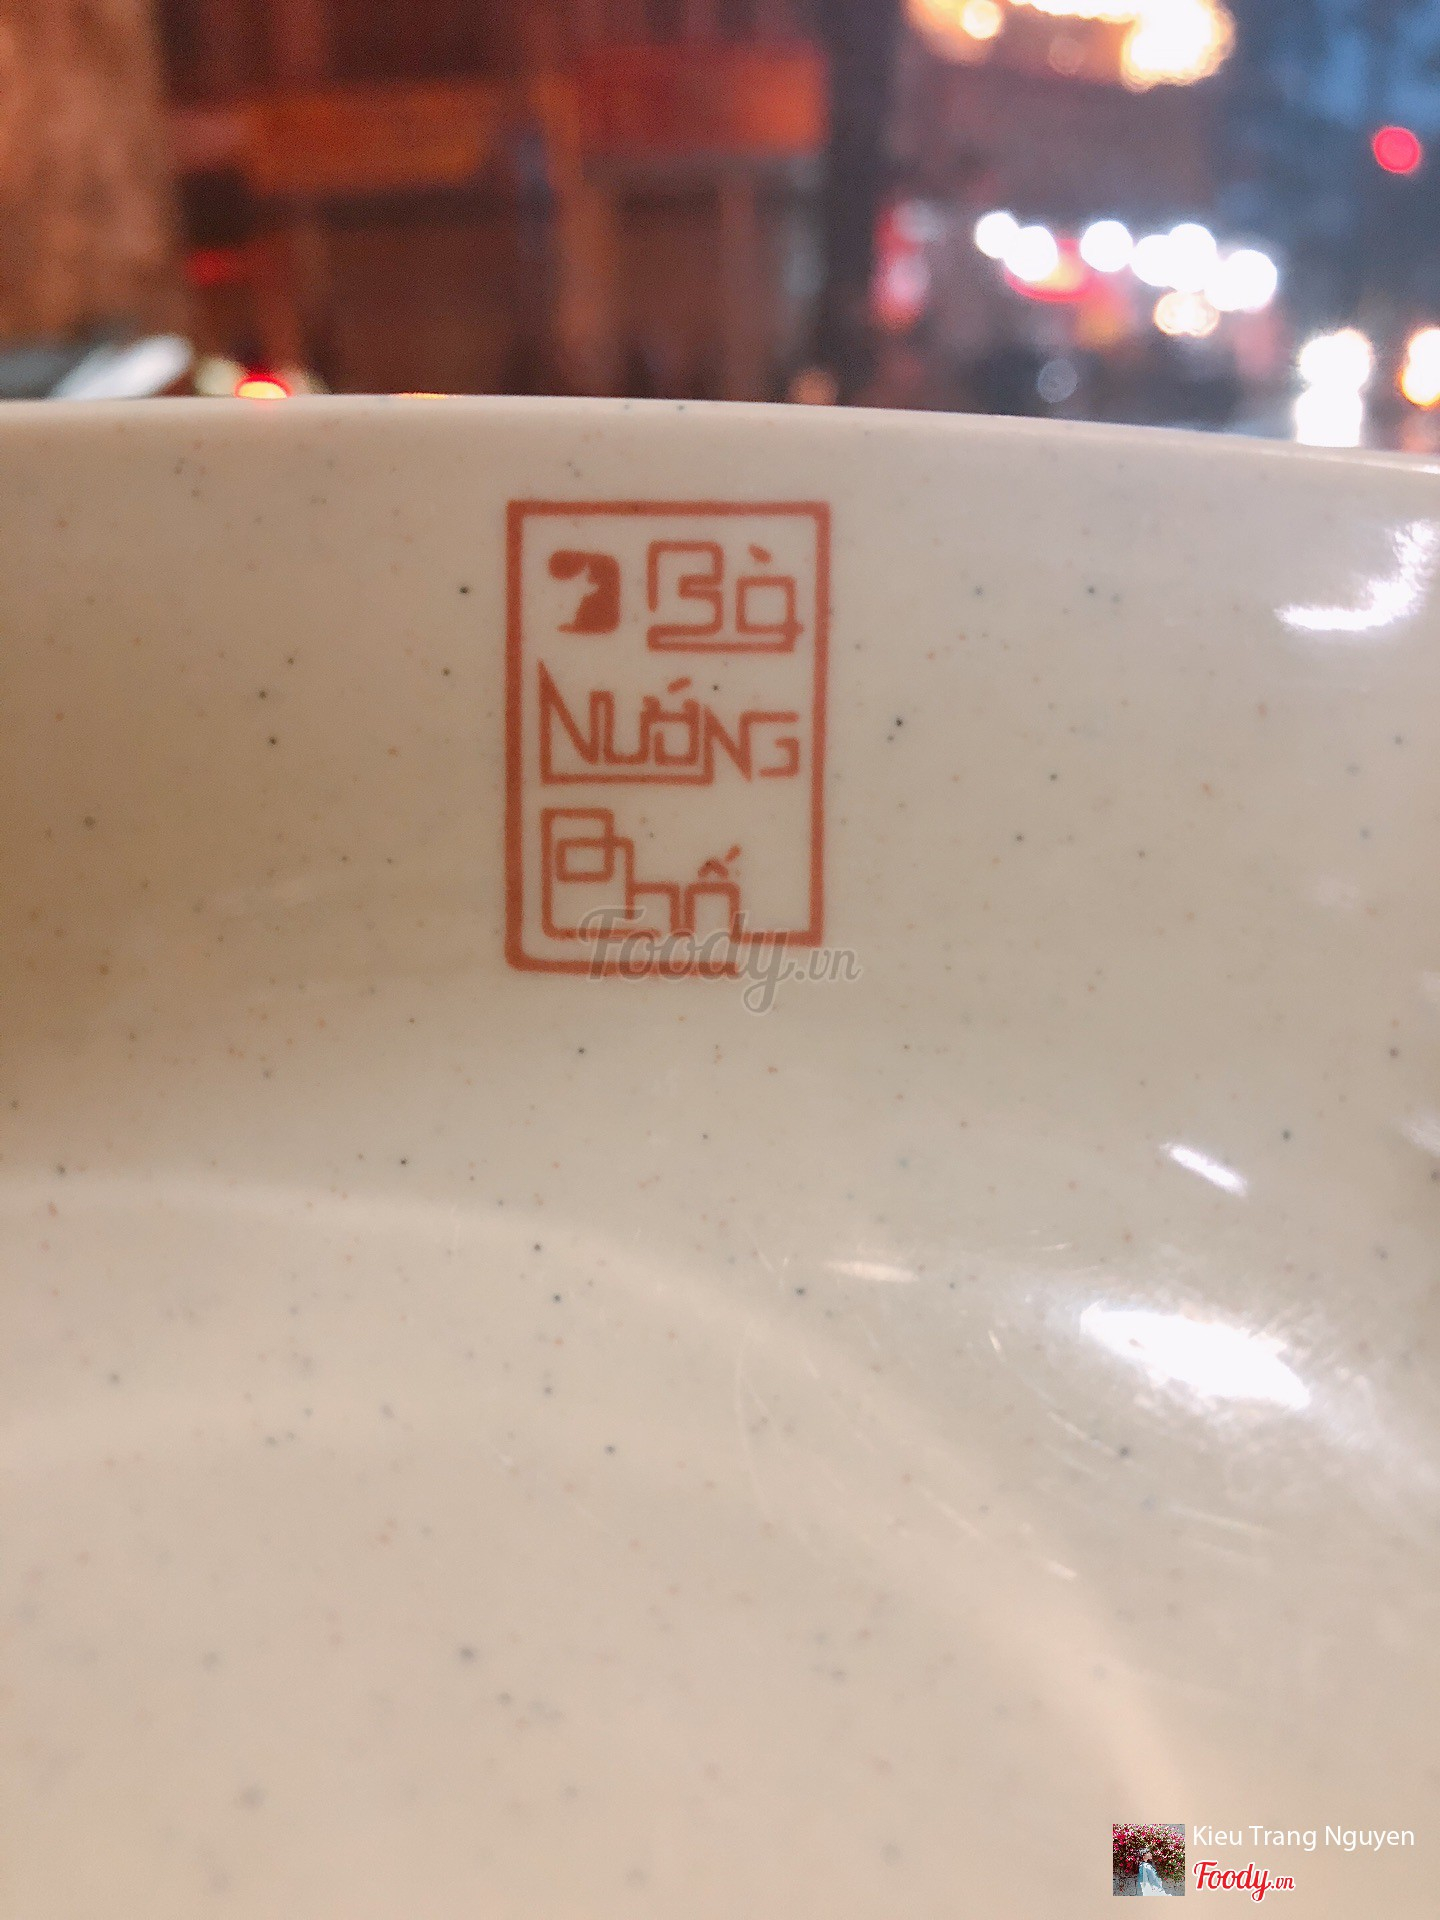 Bò
NƯỚNG
Phố
Foody.vn
Kieu Trang Nguyen
Foody.vn